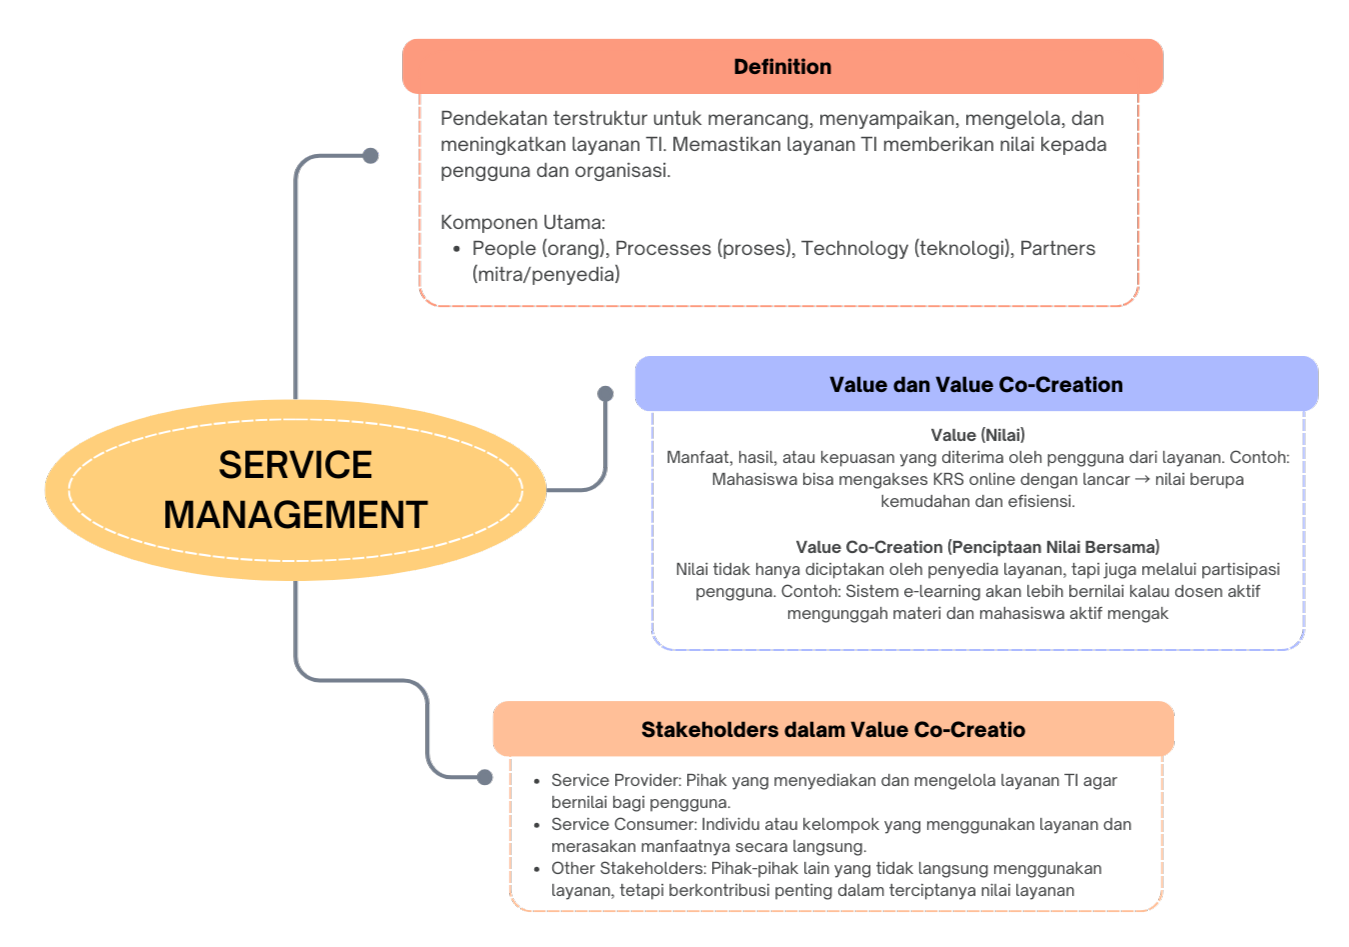 Definition
Pendekatan terstruktur untuk merancang, menyampaikan, mengelola, dan
meningkatkan layanan TI. Memastikan layanan TI memberikan nilai kepada
pengguna dan organisasi.
Komponen Utama:
• People (orang), Processes (proses), Technology (teknologi), Partners
(mitra/penyedia)
SERVICE
MANAGEMENT
Value dan Value Co-Creation
Value (Nilai)
Manfaat, hasil, atau kepuasan yang diterima oleh pengguna dari layanan. Contoh:
Mahasiswa bisa mengakses KRS online dengan lancar → nilai berupa
kemudahan dan efisiensi.
Value Co-Creation (Penciptaan Nilai Bersama)
Nilai tidak hanya diciptakan oleh penyedia layanan, tapi juga melalui partisipasi
pengguna. Contoh: Sistem e-learning akan lebih bernilai kalau dosen aktif
mengunggah materi dan mahasiswa aktif mengak
Stakeholders dalam Value Co-Creatio
• Service Provider: Pihak yang menyediakan dan mengelola layanan TI agar
bernilai bagi pengguna.
• Service Consumer: Individu atau kelompok yang menggunakan layanan dan
merasakan manfaatnya secara langsung.
• Other Stakeholders: Pihak-pihak lain yang tidak langsung menggunakan
layanan, tetapi berkontribusi penting dalam terciptanya nilai layanan